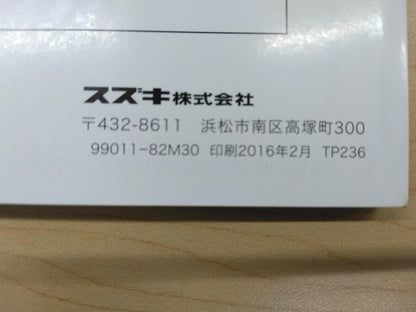 スズキ株式会社
〒432-8611　浜松市南区高塚町300
99011-82M30　印刷2016年2月　TP236